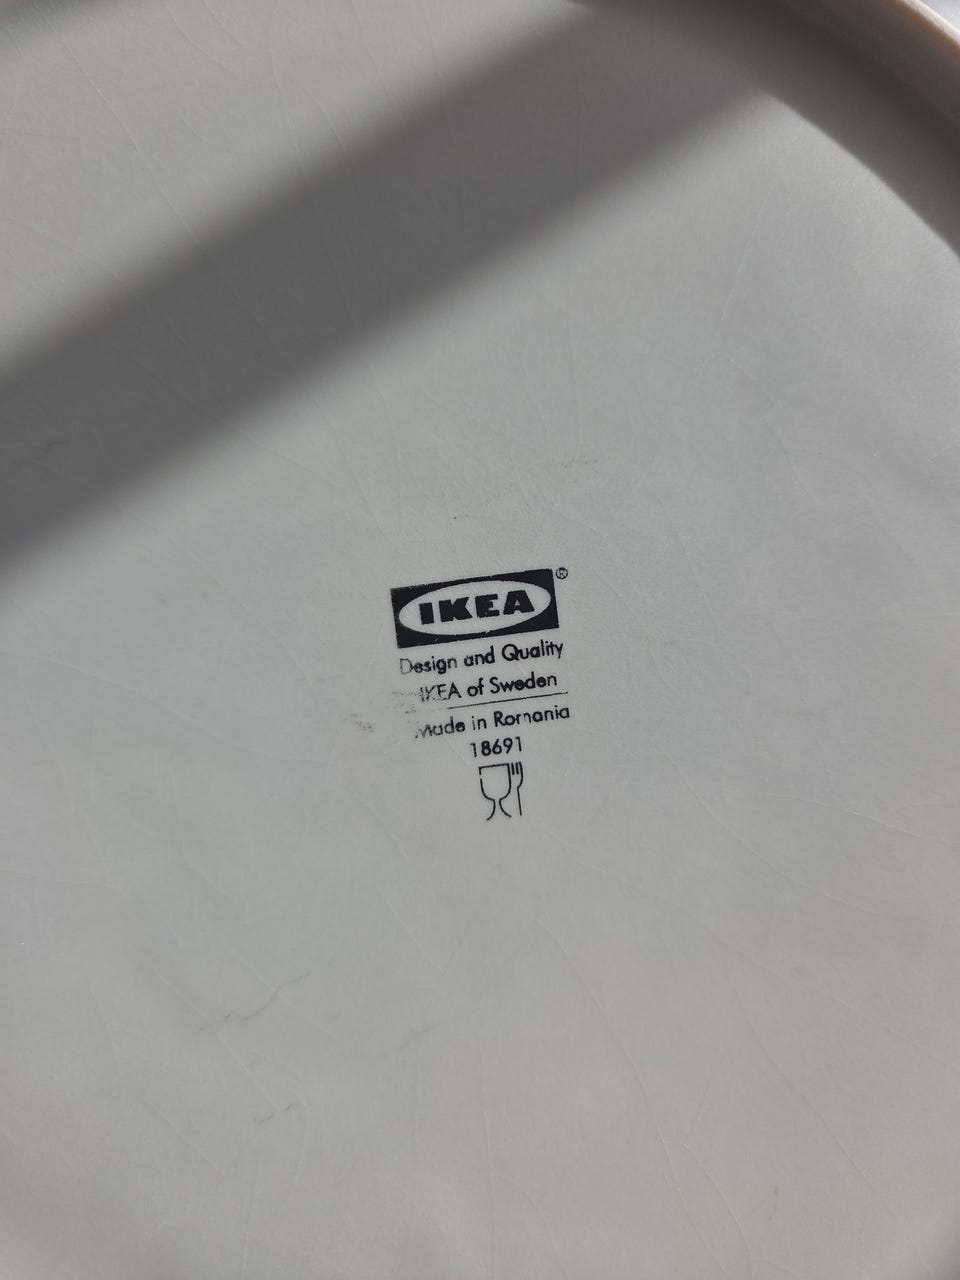 IKEA®
Design and Quality
IKEA of Sweden
Made in Romania
18691